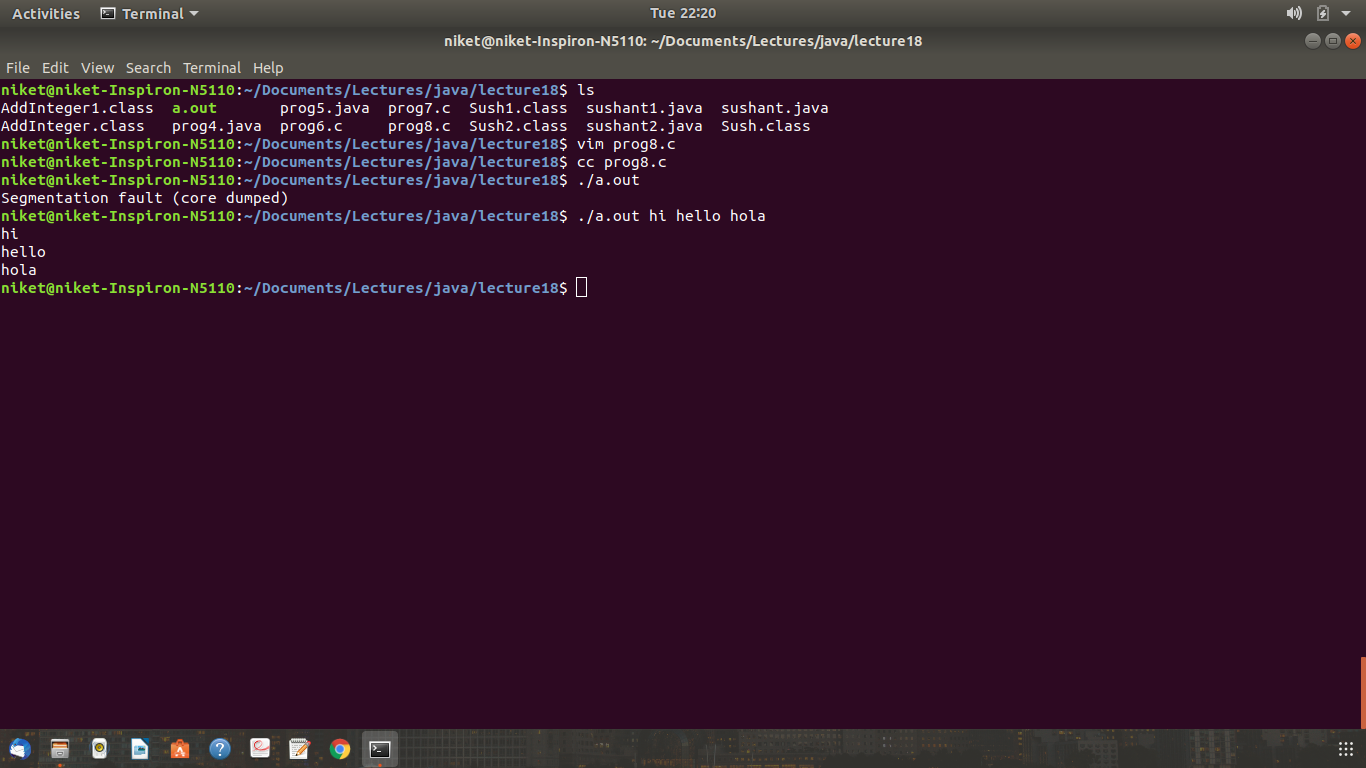 Activities Terminal Tue 22:20
niket@niket-Inspiron-N5110: ~/Documents/Lectures/java/lecture18
File Edit View Search Terminal Help
niket@niket-Inspiron-N5110:~/Documents/Lectures/java/lecture18$ ls
AddInteger1.class  a.out       prog5.java  prog7.c  Sush1.class  sushant1.java  sushant.java
AddInteger.class   prog4.java  prog6.c     prog8.c  Sush2.class  sushant2.java  Sush.class
niket@niket-Inspiron-N5110:~/Documents/Lectures/java/lecture18$ vim prog8.c
niket@niket-Inspiron-N5110:~/Documents/Lectures/java/lecture18$ cc prog8.c
niket@niket-Inspiron-N5110:~/Documents/Lectures/java/lecture18$ ./a.out
Segmentation fault (core dumped)
niket@niket-Inspiron-N5110:~/Documents/Lectures/java/lecture18$ ./a.out hi hello hola
hi
hello
hola
niket@niket-Inspiron-N5110:~/Documents/Lectures/java/lecture18$